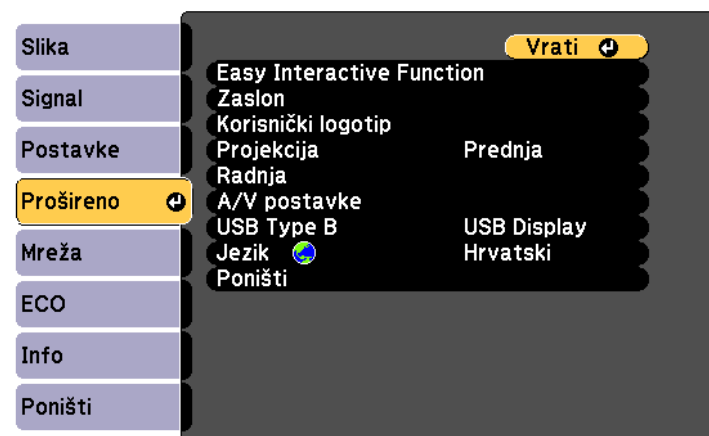 Slika
Signal
Postavke
Prošireno
Mreža
ECO
Info
Poništi
Vrati
Easy Interactive Function
Zaslon
Korisnički logotip
Projekcija Prednja
Radnja
A/V postavke
USB Type B USB Display
Jezik Hrvatski
Poništi